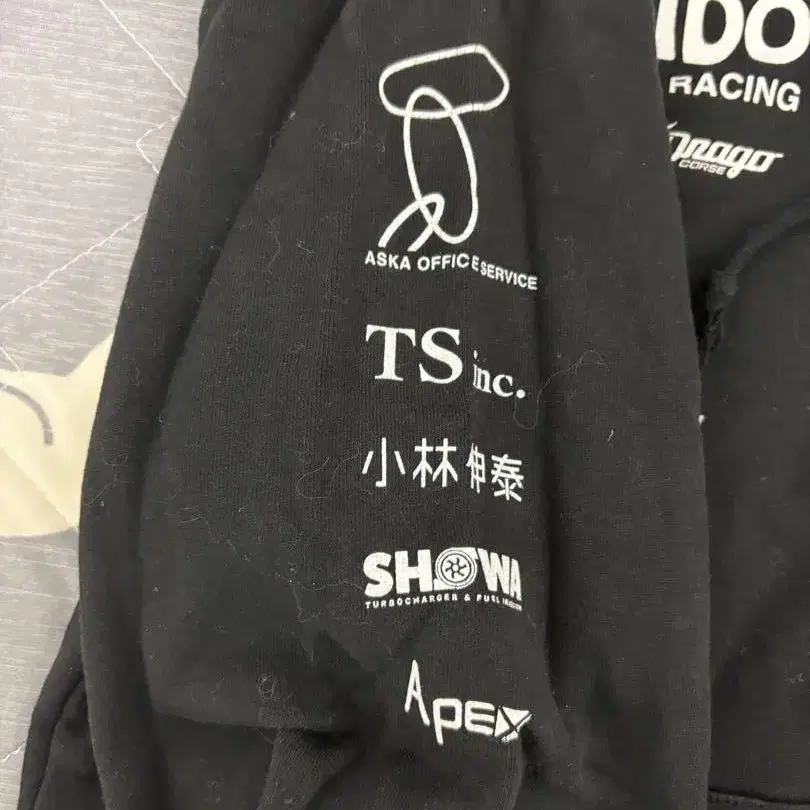 IDO
RACING
CORSE
ASKA OFFICE SERVICE
TS inc.
小林伸泰
SHOWA
TURBOCHARGER & FUEL INJECTION
APEX